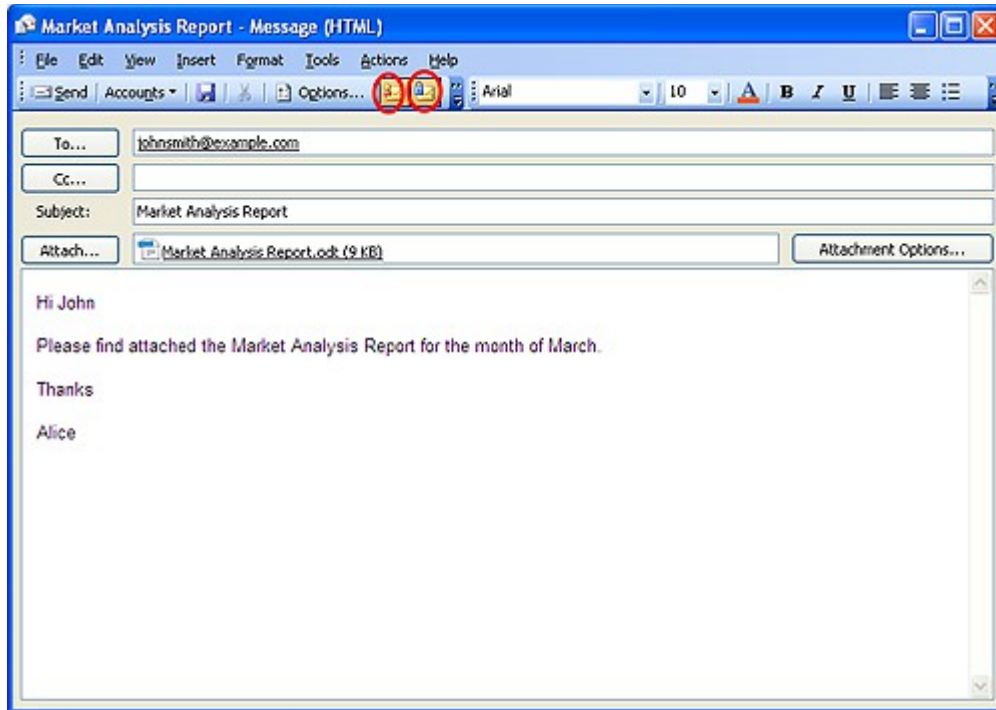 Market Analysis Report - Message (HTML)
File Edit View Insert Format Tools Actions Help
Send Accounts Options... Arial 10 A B I U
To... johnsmith@example.com
Cc...
Subject: Market Analysis Report
Attach... Market Analysis Report.odt (9 KB) Attachment Options...
Hi John
Please find attached the Market Analysis Report for the month of March.
Thanks
Alice